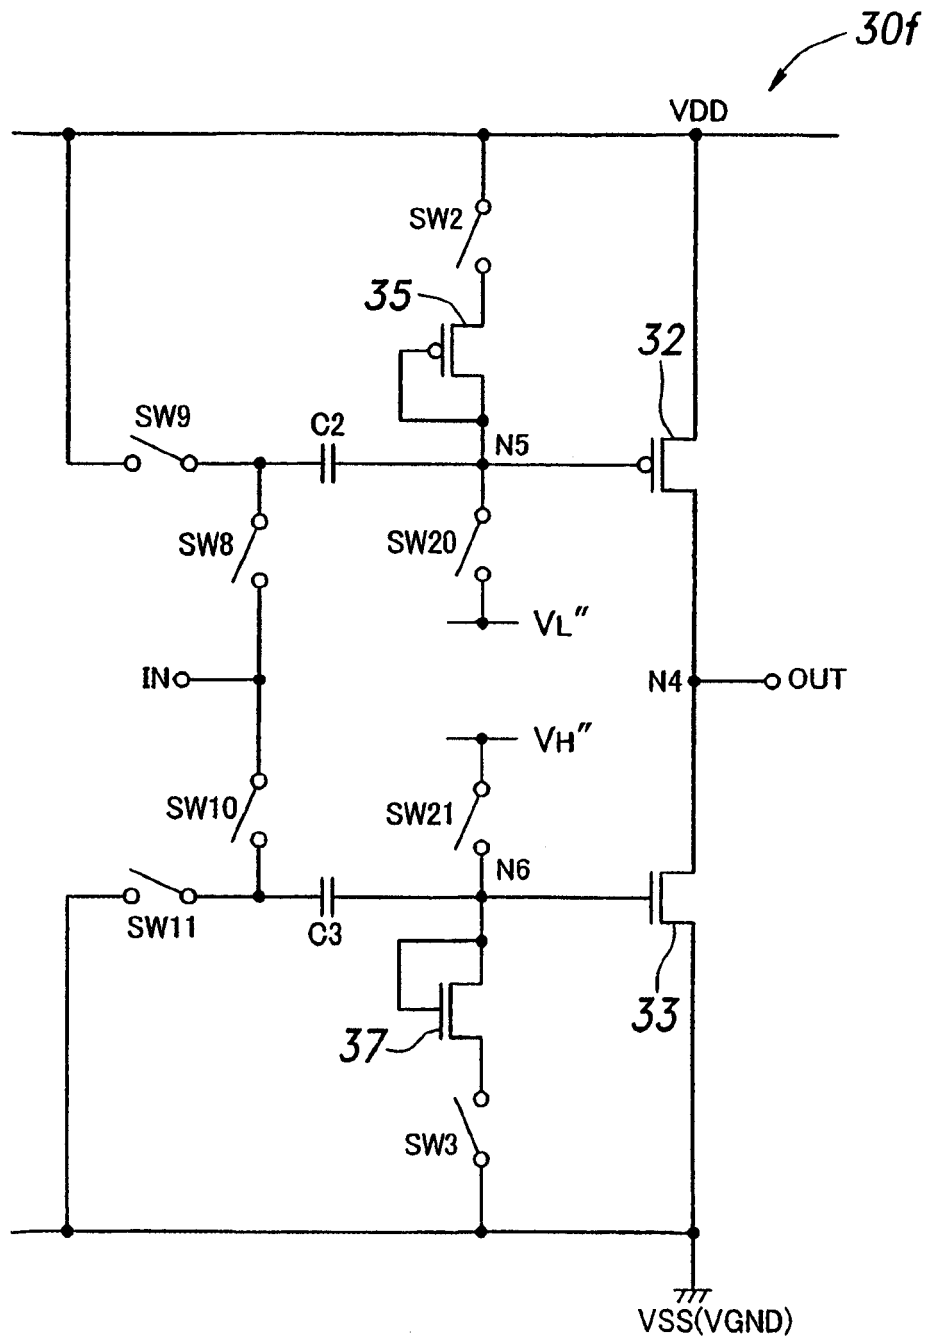 30f
VDD
SW2
35
32
SW9
C2
N5
SW8
SW20
VL"
IN
N4
OUT
VH"
SW10
SW21
N6
SW11
C3
33
37
SW3
VSS(VGND)